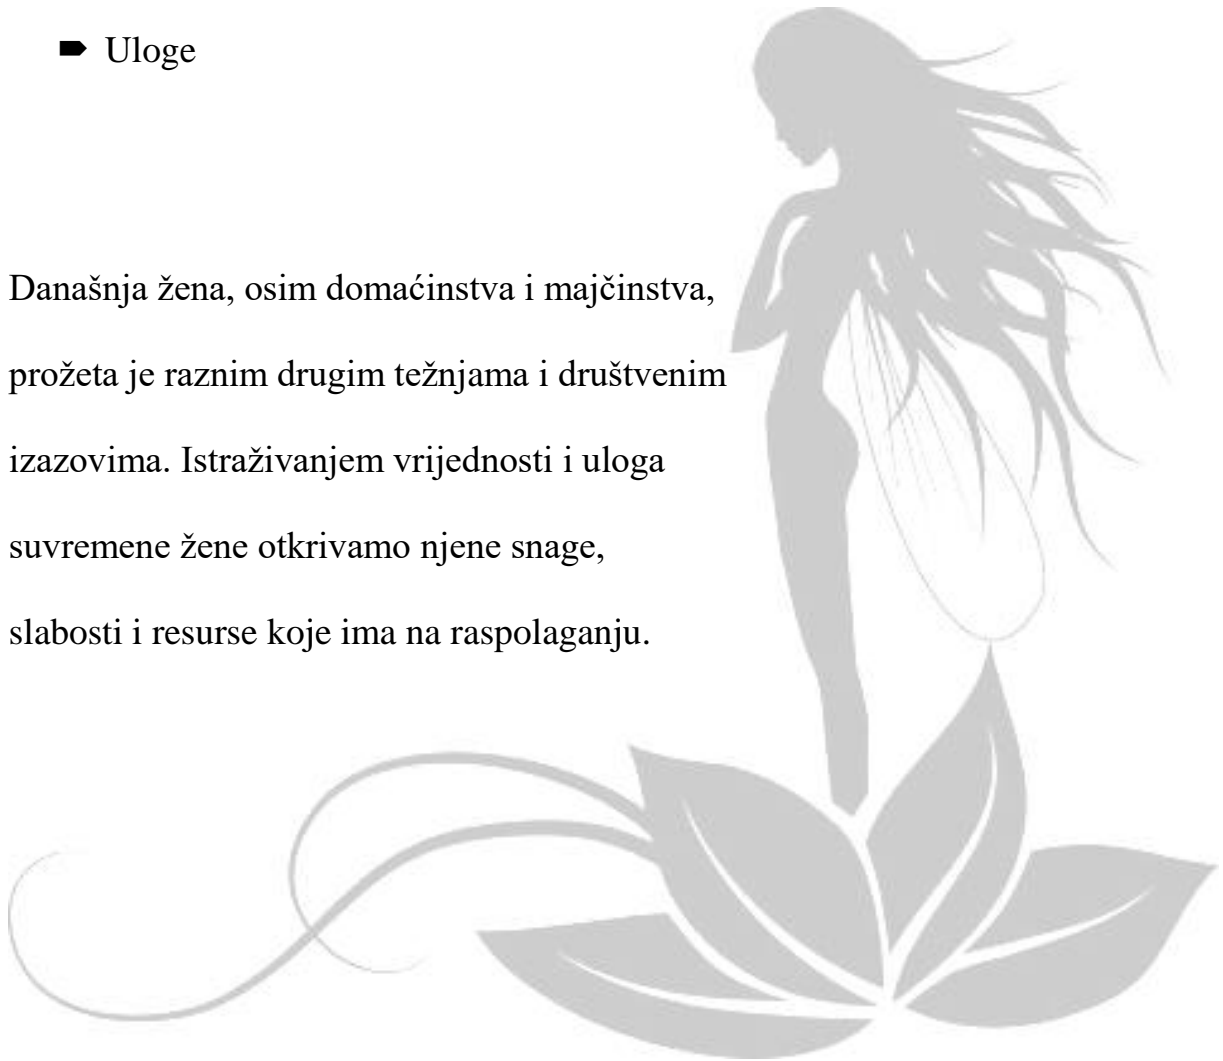 Uloge
Današnja žena, osim domaćinstva i majčinstva,
prožeta je raznim drugim težnjama i društvenim
izazovima. Istraživanjem vrijednosti i uloga
suvremene žene otkrivamo njene snage,
slabosti i resurse koje ima na raspolaganju.